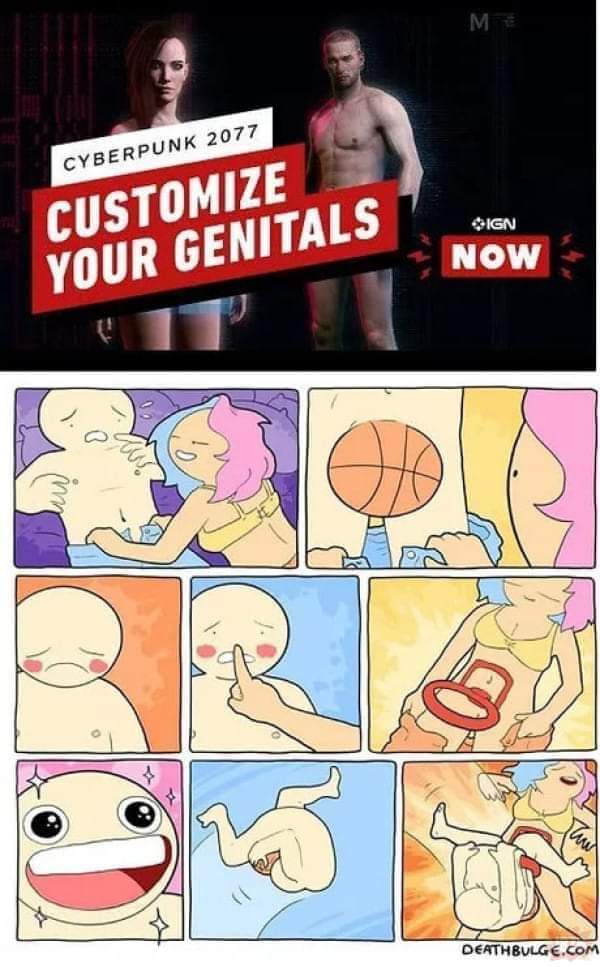 M
CYBERPUNK 2077
CUSTOMIZE
YOUR GENITALS
IGN
NOW
DEATHBULGE.COM